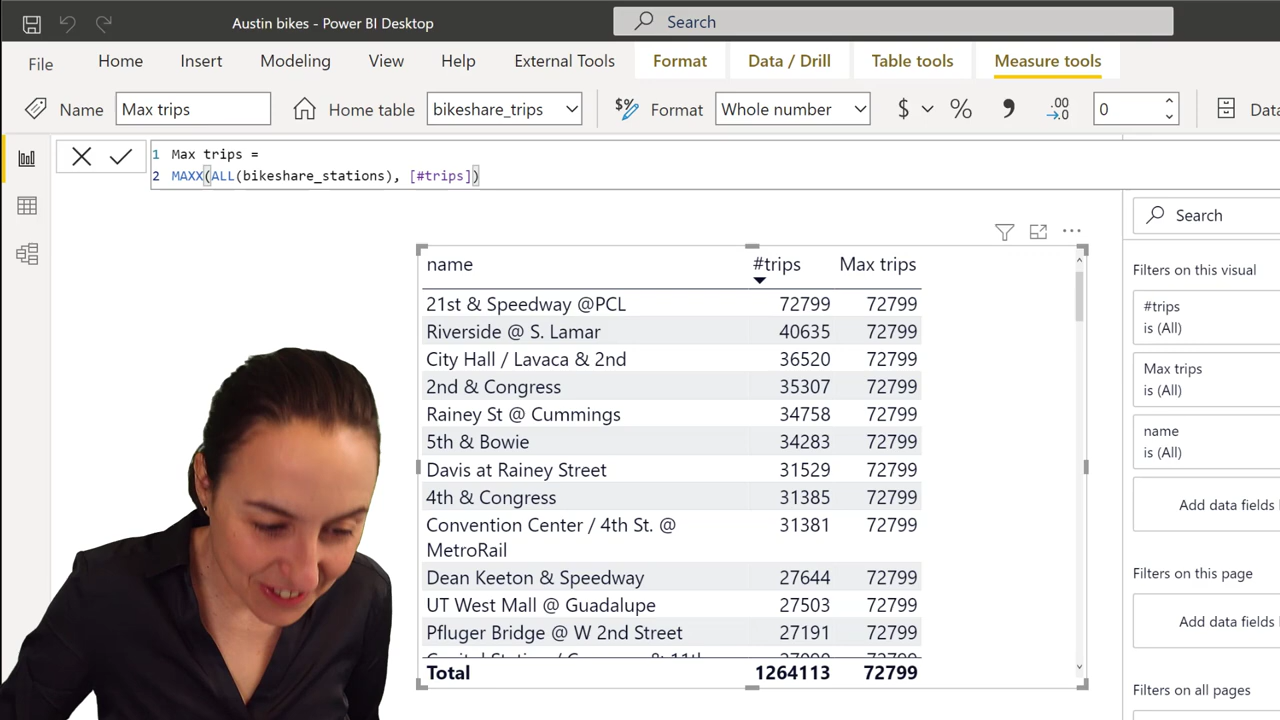 Austin bikes - Power BI Desktop
Search
File
Home
Insert
Modeling
View
Help
External Tools
Format
Data / Drill
Table tools
Measure tools
Name
Max trips
Home table
bikeshare_trips
Format
Whole number
$
%
,
.00
.0
0
1 Max trips =
2 MAXX(ALL(bikeshare_stations), [#trips])
Search
name #trips Max trips
21st & Speedway @PCL 72799 72799
Riverside @ S. Lamar 40635 72799
City Hall / Lavaca & 2nd 36520 72799
2nd & Congress 35307 72799
Rainey St @ Cummings 34758 72799
5th & Bowie 34283 72799
Davis at Rainey Street 31529 72799
4th & Congress 31385 72799
Convention Center / 4th St. @ 31381 72799
MetroRail
Dean Keeton & Speedway 27644 72799
UT West Mall @ Guadalupe 27503 72799
Pfluger Bridge @ W 2nd Street 27191 72799
Total 1264113 72799
Filters on this visual
#trips
is (All)
Max trips
is (All)
name
is (All)
Add data fields
Filters on this page
Add data fields
Filters on all pages